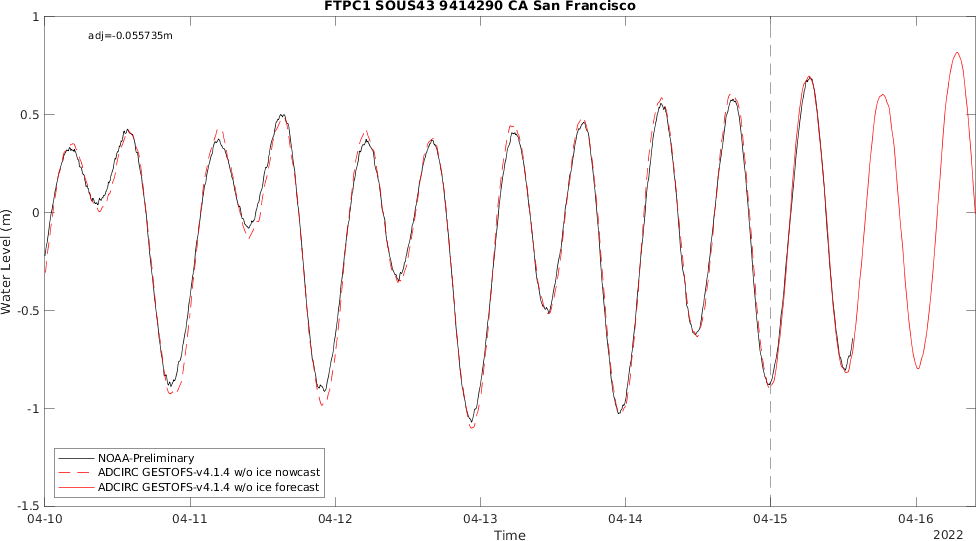 FTPC1 SOUS43 9414290 CA San Francisco
adj=-0.055735m
1
0.5
0
-0.5
-1
-1.5
Water Level (m)
NOAA-Preliminary
ADCIRC GESTOFS-v4.1.4 w/o ice nowcast
ADCIRC GESTOFS-v4.1.4 w/o ice forecast
04-10 04-11 04-12 04-13 04-14 04-15 04-16
Time
2022